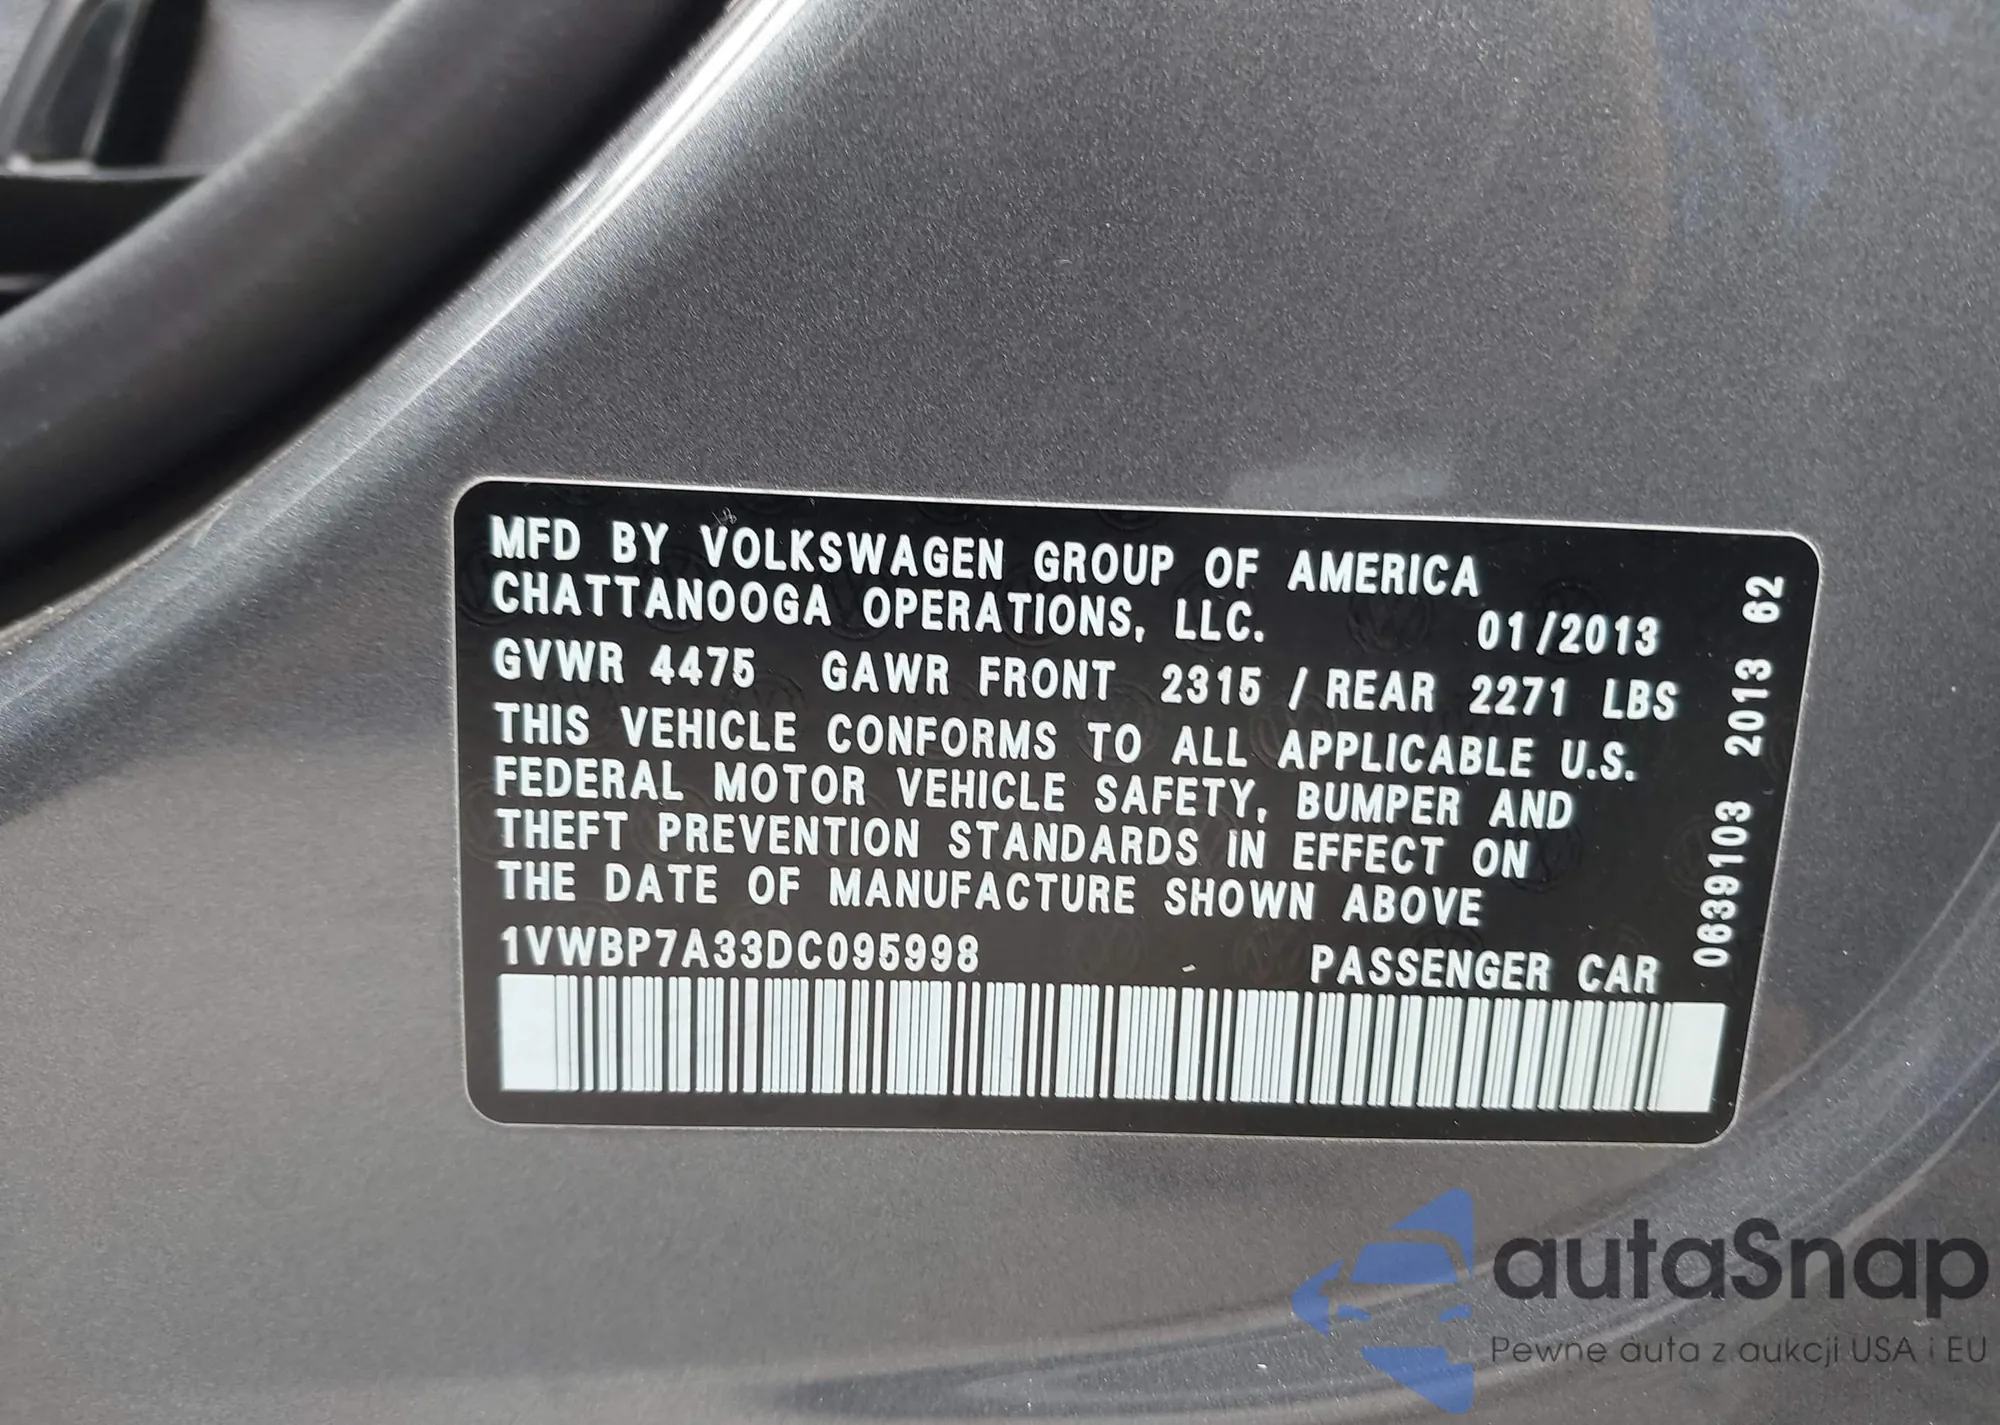 MFD BY VOLKSWAGEN GROUP OF AMERICA
CHATTANOOGA OPERATIONS, LLC.
01/2013
GVWR 4475 GAWR FRONT 2315 / REAR 2271 LBS
THIS VEHICLE CONFORMS TO ALL APPLICABLE U.S.
FEDERAL MOTOR VEHICLE SAFETY, BUMPER AND
THEFT PREVENTION STANDARDS IN EFFECT ON
THE DATE OF MANUFACTURE SHOWN ABOVE
1VWBP7A33DC095998 PASSENGER CAR
0639103 2013 62
autaSnap
Pewne auta z aukcji USA i EU